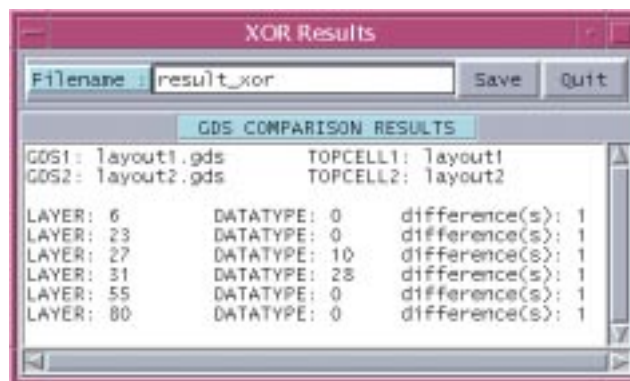 XOR Results
Filename : result_xor Save Quit
GDS COMPARISON RESULTS
GDS1: layout1.gds TOPCELL1: layout1
GDS2: layout2.gds TOPCELL2: layout2
LAYER: 6 DATATYPE: 0 difference(s): 1
LAYER: 23 DATATYPE: 0 difference(s): 1
LAYER: 27 DATATYPE: 10 difference(s): 1
LAYER: 31 DATATYPE: 28 difference(s): 1
LAYER: 55 DATATYPE: 0 difference(s): 1
LAYER: 80 DATATYPE: 0 difference(s): 1